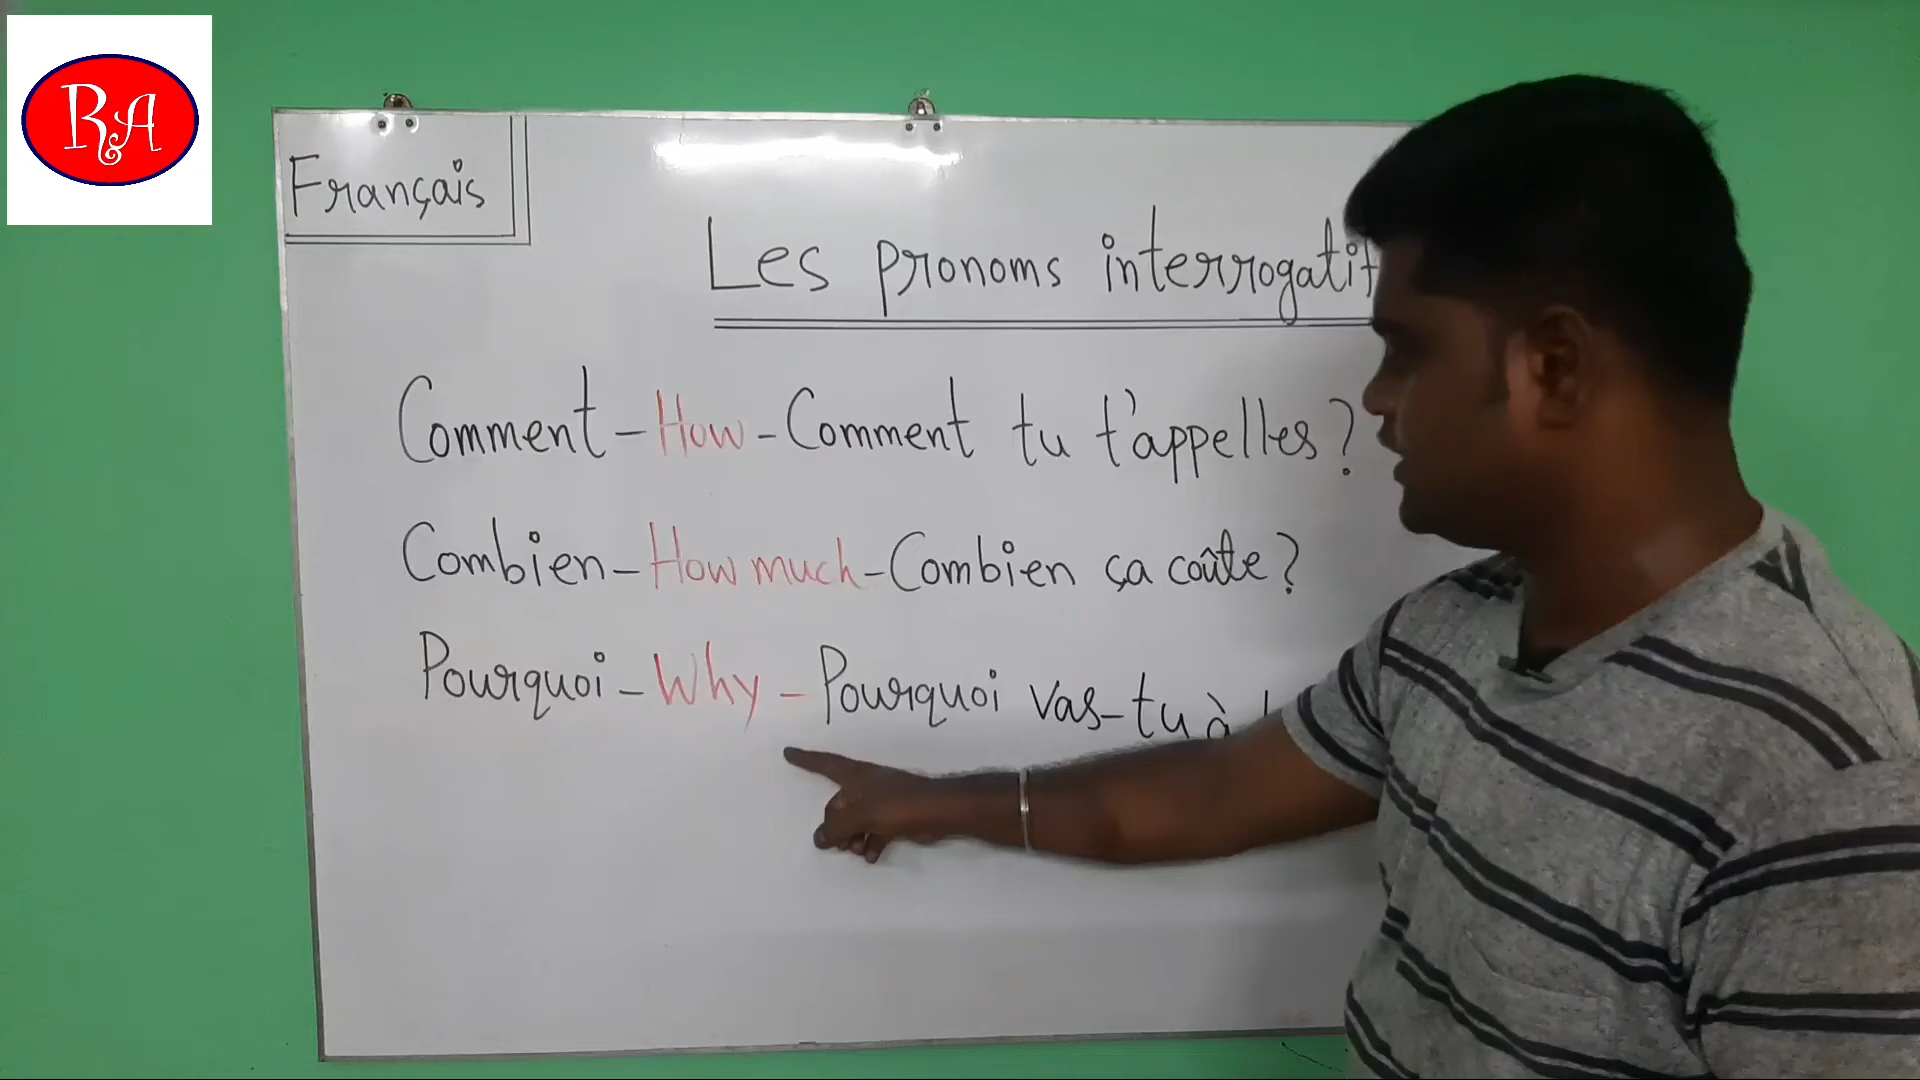 RA
Français
Les pronoms interrogatif
Comment - How - Comment tu t'appelles ?
Combien - How much - Combien ça coûte ?
Pourquoi - Why - Pourquoi vas-tu à